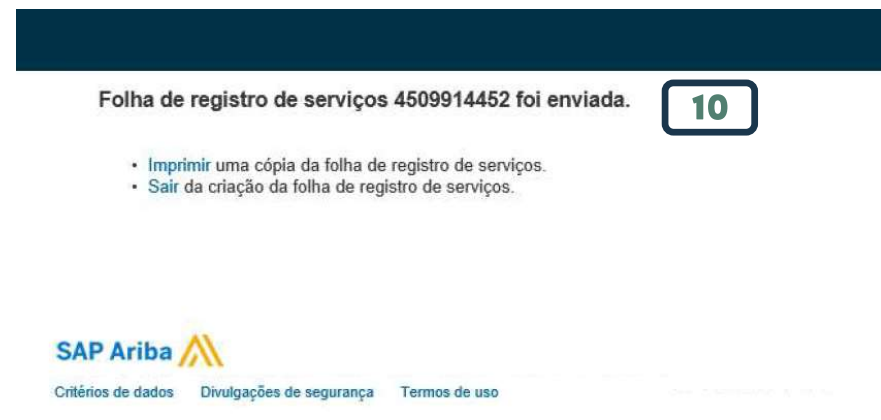 Folha de registro de serviços 4509914452 foi enviada.
10
• Imprimir uma cópia da folha de registro de serviços.
• Sair da criação da folha de registro de serviços.
SAP Ariba
Critérios de dados Divulgações de segurança Termos de uso